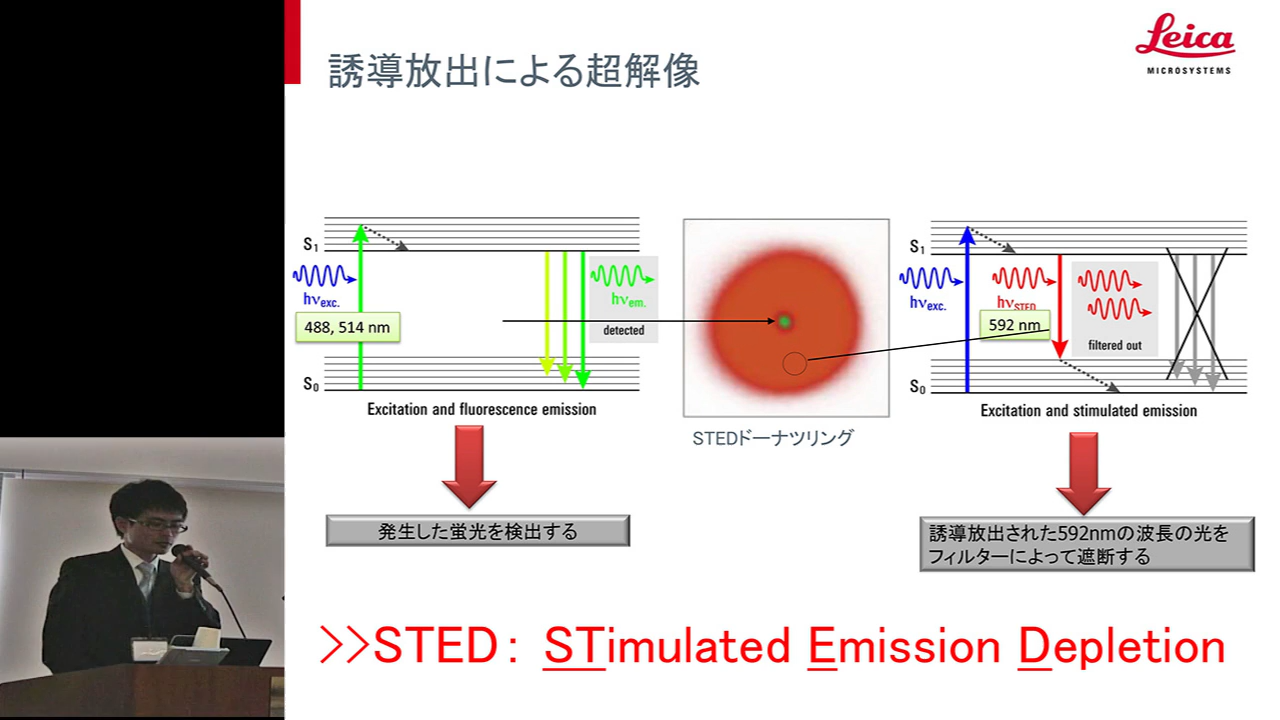 誘導放出による超解像
Leica
MICROSYSTEMS
S1
hνexc.
488, 514 nm
hνem.
detected
S0
Excitation and fluorescence emission
発生した蛍光を検出する
STEDドーナツリング
S1
hνexc.
hνSTED
592 nm
filtered out
S0
Excitation and stimulated emission
誘導放出された592nmの波長の光を
フィルターによって遮断する
>>STED： STimulated Emission Depletion